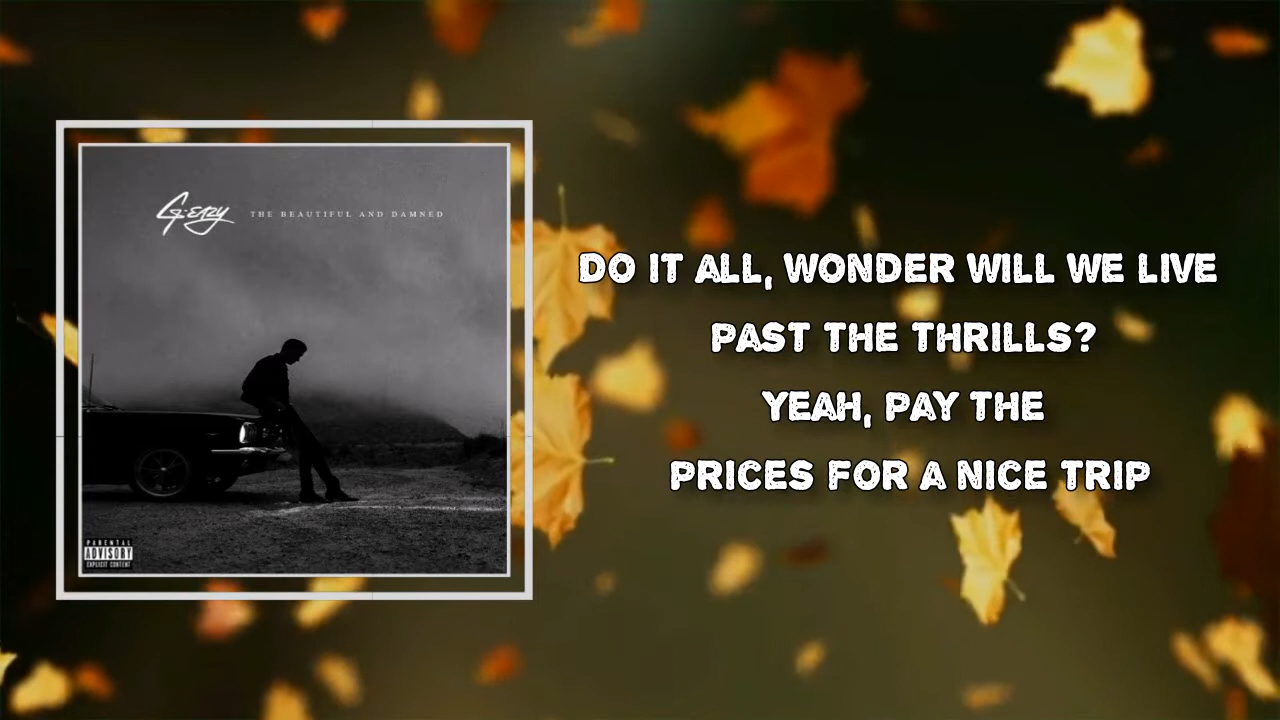 G-Eazy THE BEAUTIFUL AND DAMNED
DO IT ALL, WONDER WILL WE LIVE
PAST THE THRILLS?
YEAH, PAY THE
PRICES FOR A NICE TRIP
PARENTAL
ADVISORY
EXPLICIT CONTENT